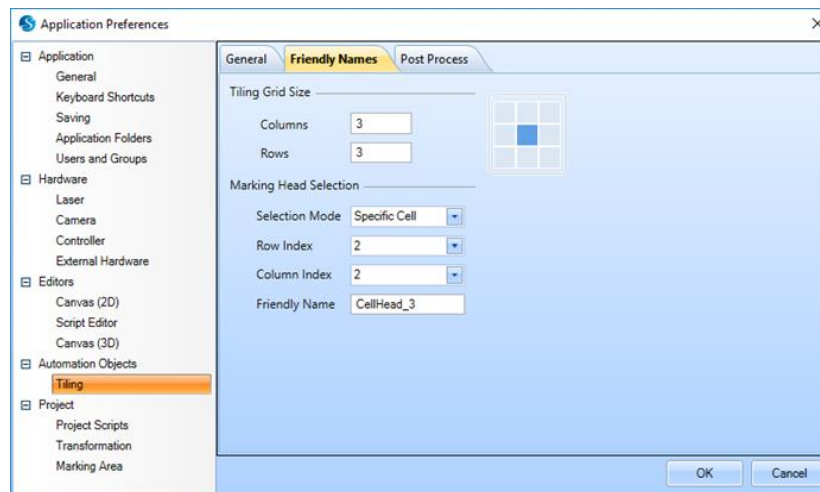 Application Preferences
Application
General
Keyboard Shortcuts
Saving
Application Folders
Users and Groups
Hardware
Laser
Camera
Controller
External Hardware
Editors
Canvas (2D)
Script Editor
Canvas (3D)
Automation Objects
Tiling
Project
Project Scripts
Transformation
Marking Area
General Friendly Names Post Process
Tiling Grid Size
Columns 3
Rows 3
Marking Head Selection
Selection Mode Specific Cell
Row Index 2
Column Index 2
Friendly Name CellHead_3
OK Cancel